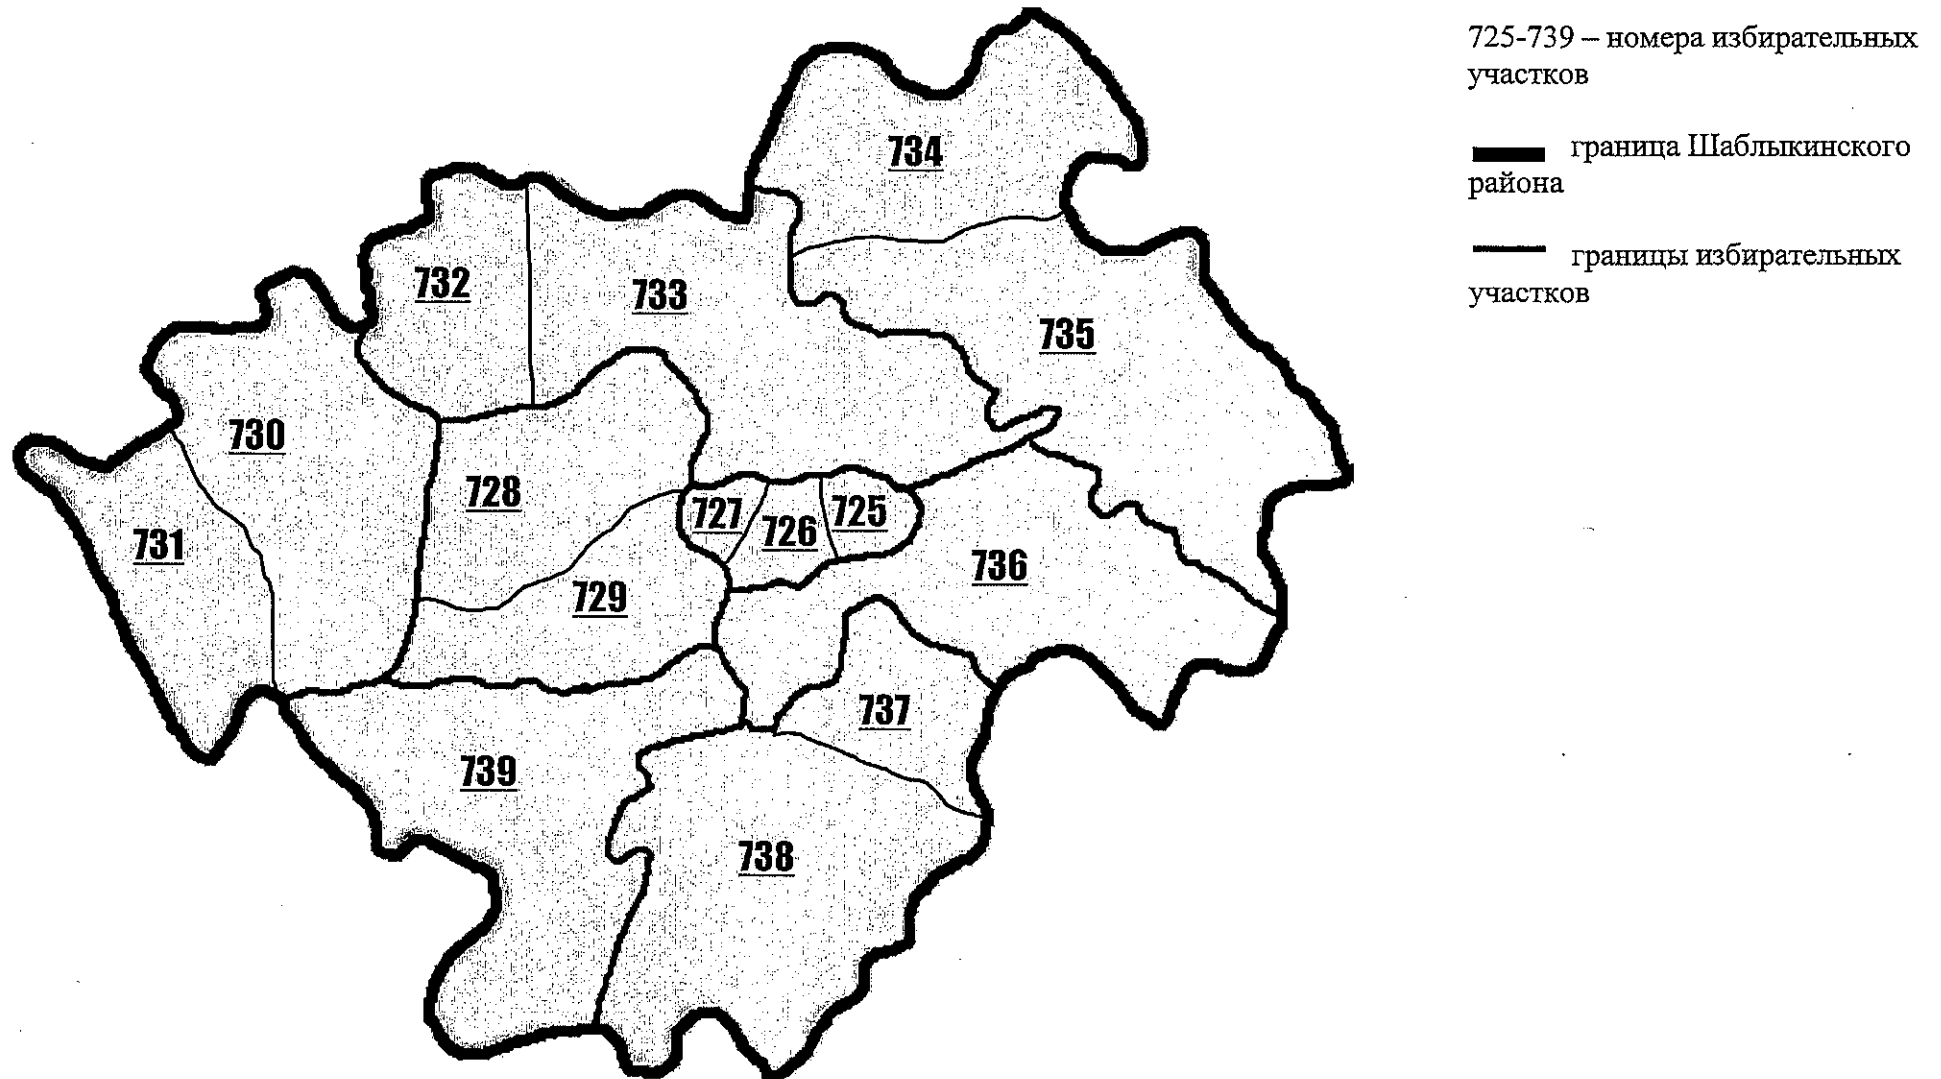 725-739 – номера избирательных
участков
граница Шаблыкинского
района
границы избирательных
участков
734
732
733
735
730
728
727
726
725
731
729
736
737
739
738